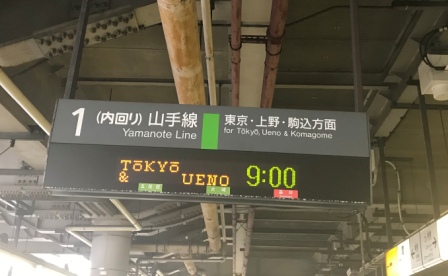 1 (内回り) 山手線
Yamanote Line
東京・上野・駒込方面
for Tōkyō, Ueno & Komagome
TōKYō
& UENO 9:00